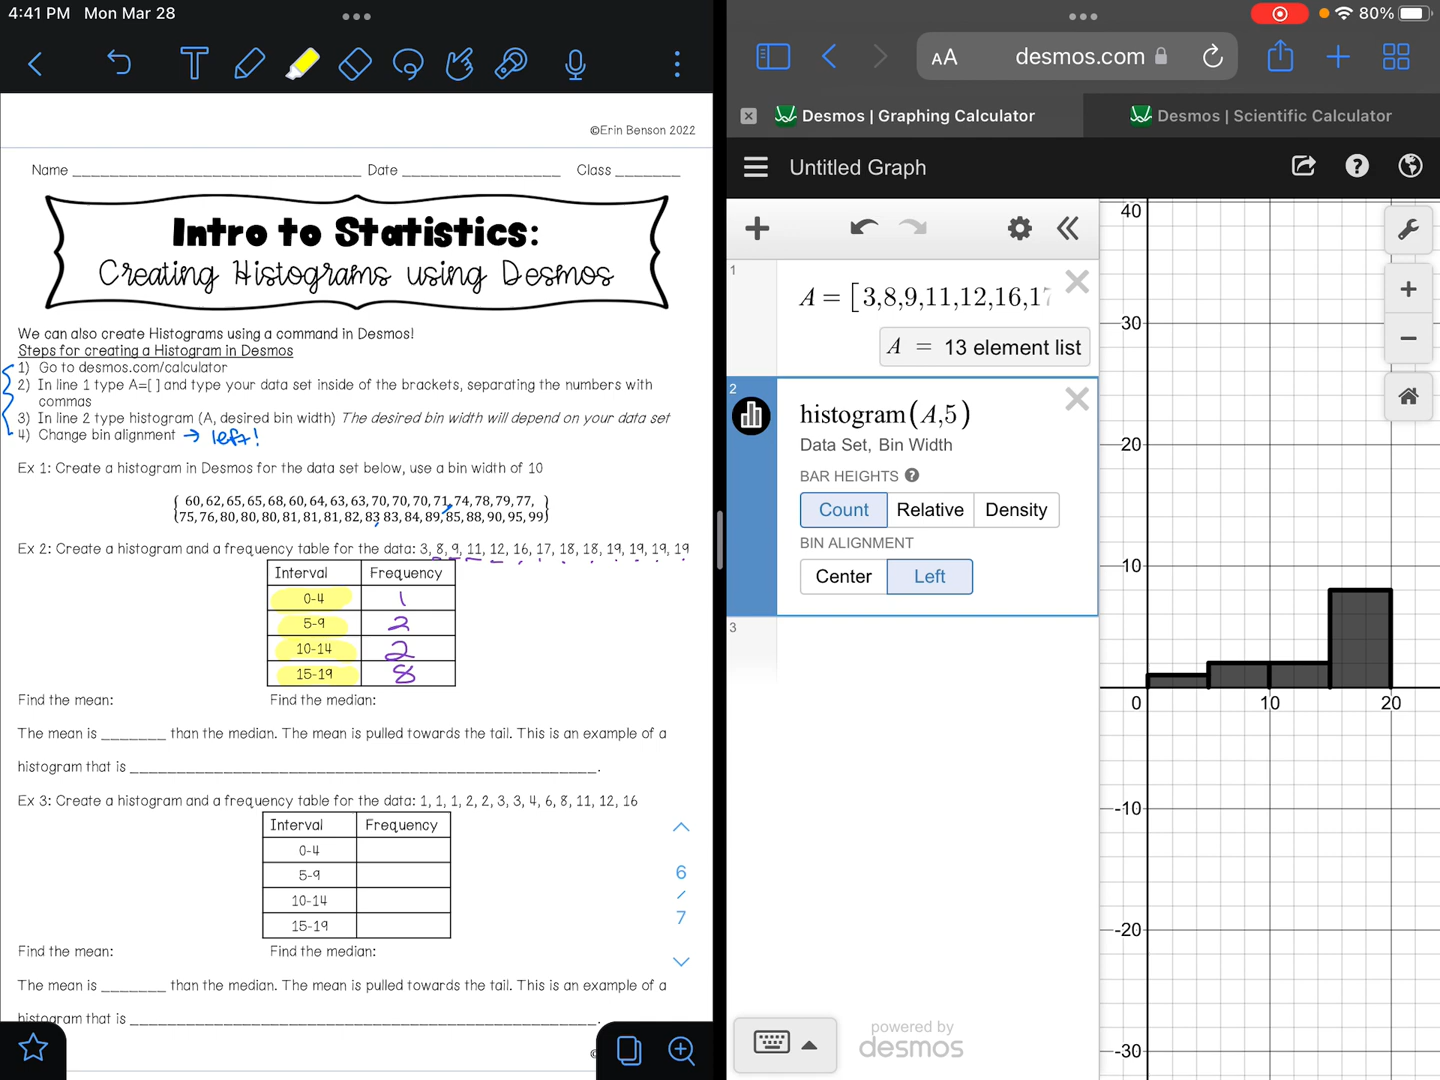 4:41 PM Mon Mar 28
80%
AA desmos.com
Desmos | Graphing Calculator
Desmos | Scientific Calculator
©Erin Benson 2022
Name ______ Date ______ Class ______
Intro to Statistics:
Creating Histograms using Desmos
We can also create Histograms using a command in Desmos!
Steps for creating a Histogram in Desmos
1) Go to desmos.com/calculator
2) In line 1 type A=[ ] and type your data set inside of the brackets, separating the numbers with
commas
3) In line 2 type histogram (A, desired bin width) The desired bin width will depend on your data set
4) Change bin alignment → left!
Ex 1: Create a histogram in Desmos for the data set below, use a bin width of 10
{ 60, 62, 65, 65, 68, 60, 64, 63, 63, 70, 70, 70, 71, 74, 78, 79, 77, }
{ 75, 76, 80, 80, 80, 81, 81, 81, 82, 83, 83, 84, 89, 85, 88, 90, 95, 99 }
Ex 2: Create a histogram and a frequency table for the data: 3, 8, 9, 11, 12, 16, 17, 18, 18, 19, 19, 19, 19
Interval Frequency
0-4 1
5-9 2
10-14 2
15-19 8
Find the mean: Find the median:
The mean is ______ than the median. The mean is pulled towards the tail. This is an example of a
histogram that is ______.
Ex 3: Create a histogram and a frequency table for the data: 1, 1, 1, 2, 2, 3, 3, 4, 6, 8, 11, 12, 16
Interval Frequency
0-4
5-9
10-14
15-19
Find the mean: Find the median:
The mean is ______ than the median. The mean is pulled towards the tail. This is an example of a
histogram that is ______.
6
/
7
©
Untitled Graph
1
A = [3,8,9,11,12,16,17
A = 13 element list
2
histogram(A,5)
Data Set, Bin Width
BAR HEIGHTS
Count Relative Density
BIN ALIGNMENT
Center Left
3
powered by
desmos
40
30
20
10
0 10 20
-10
-20
-30